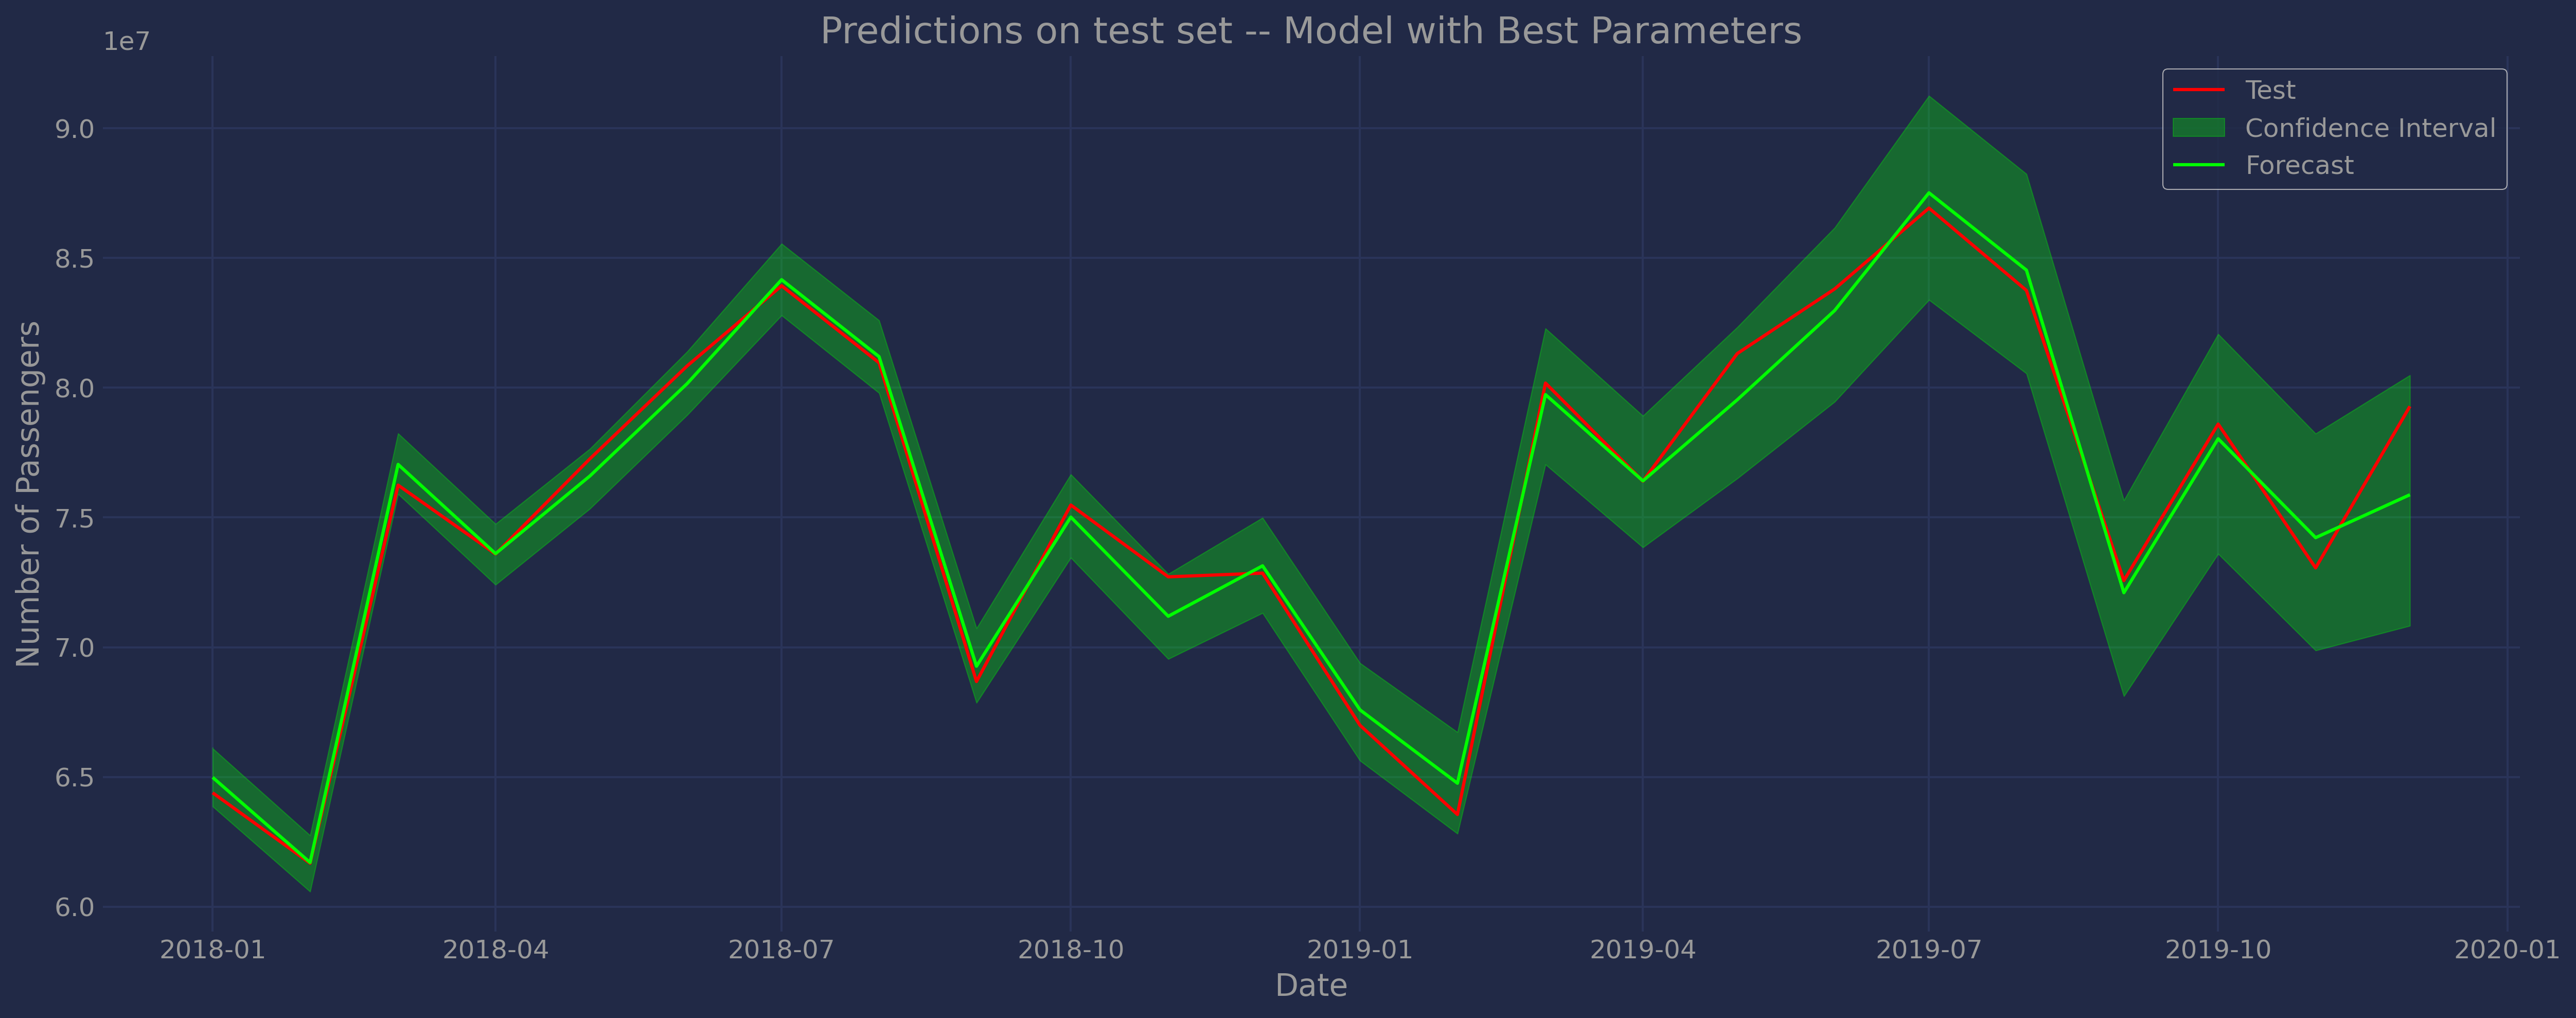 Predictions on test set -- Model with Best Parameters
1e7
Test
Confidence Interval
Forecast
9.0
8.5
8.0
7.5
7.0
6.5
6.0
Number of Passengers
2018-01 2018-04 2018-07 2018-10 2019-01 2019-04 2019-07 2019-10 2020-01
Date